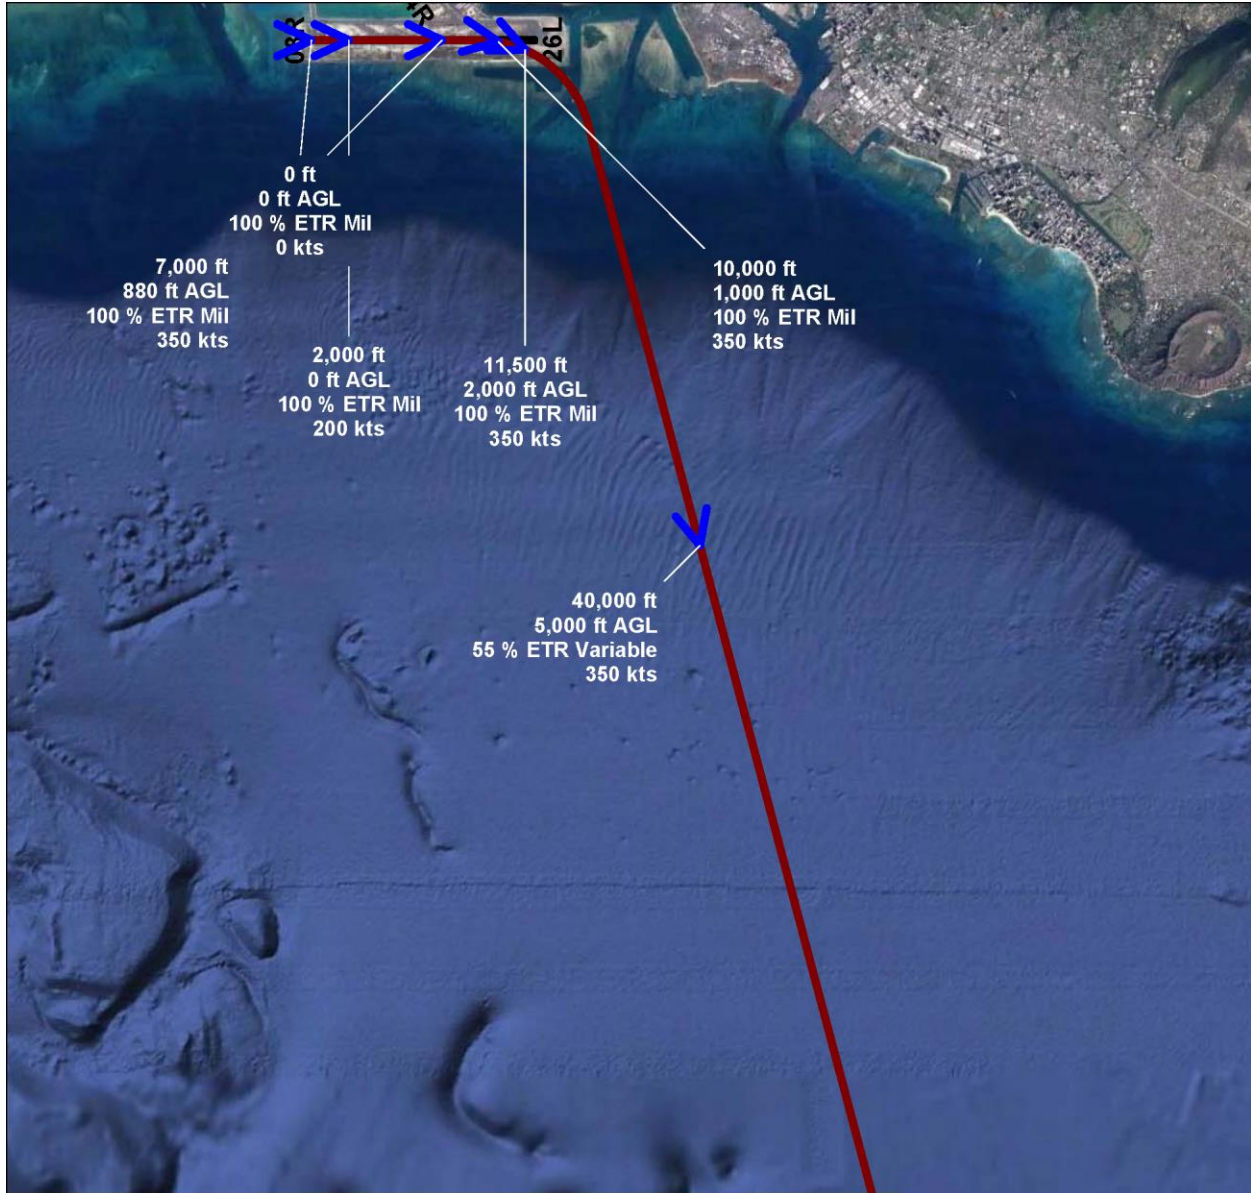 08R
4R
26L
0 ft
0 ft AGL
100 % ETR Mil
0 kts
7,000 ft
880 ft AGL
100 % ETR Mil
350 kts
2,000 ft
0 ft AGL
100 % ETR Mil
200 kts
11,500 ft
2,000 ft AGL
100 % ETR Mil
350 kts
10,000 ft
1,000 ft AGL
100 % ETR Mil
350 kts
40,000 ft
5,000 ft AGL
55 % ETR Variable
350 kts